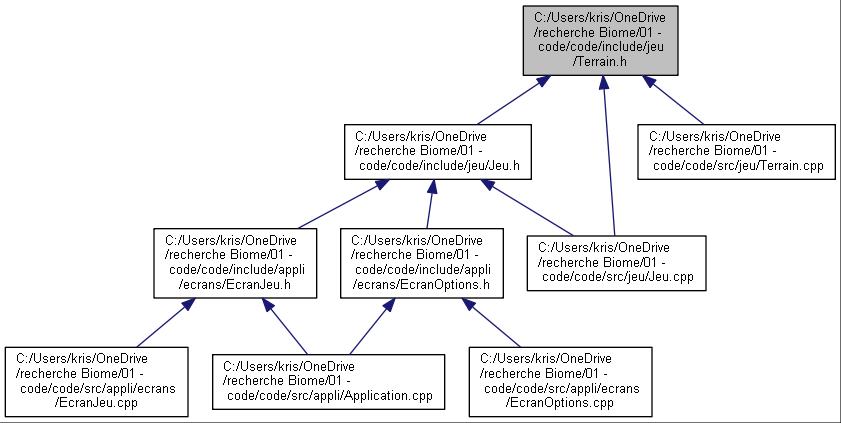 C:/Users/kris/OneDrive
/recherche Biome/01 -
code/code/include/jeu
/Terrain.h
C:/Users/kris/OneDrive
/recherche Biome/01 -
code/code/include/jeu/Jeu.h
C:/Users/kris/OneDrive
/recherche Biome/01 -
code/code/src/jeu/Terrain.cpp
C:/Users/kris/OneDrive
/recherche Biome/01 -
code/code/include/appli
/ecrans/EcranJeu.h
C:/Users/kris/OneDrive
/recherche Biome/01 -
code/code/include/appli
/ecrans/EcranOptions.h
C:/Users/kris/OneDrive
/recherche Biome/01 -
code/code/src/jeu/Jeu.cpp
C:/Users/kris/OneDrive
/recherche Biome/01 -
code/code/src/appli/ecrans
/EcranJeu.cpp
C:/Users/kris/OneDrive
/recherche Biome/01 -
code/code/src/appli/Application.cpp
C:/Users/kris/OneDrive
/recherche Biome/01 -
code/code/src/appli/ecrans
/EcranOptions.cpp